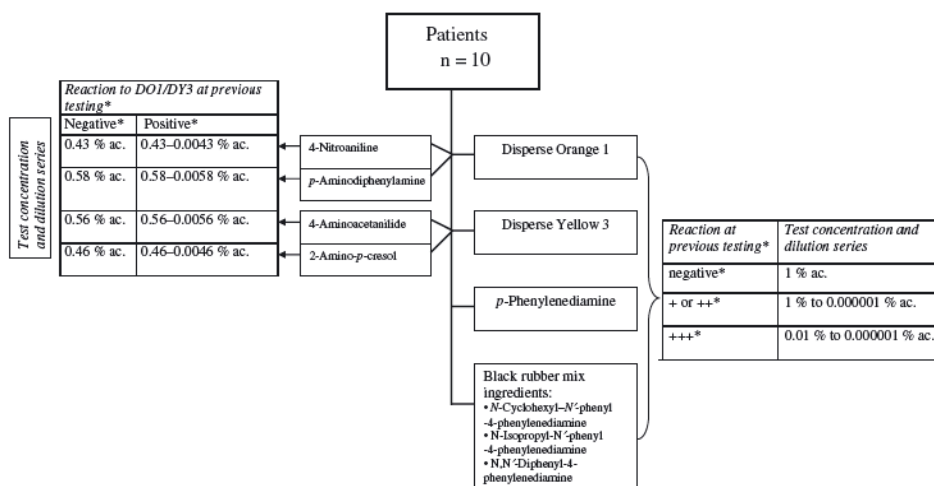 Patients
n = 10
Reaction to DO1/DY3 at previous
testing*
Negative* Positive*
0.43 % ac. 0.43–0.0043 % ac.
0.58 % ac. 0.58–0.0058 % ac.
0.56 % ac. 0.56–0.0056 % ac.
0.46 % ac. 0.46–0.0046 % ac.
Test concentration
and dilution series
4-Nitroaniline
p-Aminodiphenylamine
4-Aminoacetanilide
2-Amino-p-cresol
Disperse Orange 1
Disperse Yellow 3
p-Phenylenediamine
Black rubber mix
ingredients:
• N-Cyclohexyl–N′-phenyl
-4-phenylenediamine
• N-Isopropyl-N′-phenyl
-4-phenylenediamine
• N,N′-Diphenyl-4-
phenylenediamine
Reaction at
previous testing*
Test concentration and
dilution series
negative* 1 % ac.
+ or ++* 1 % to 0.000001 % ac.
+++* 0.01 % to 0.000001 % ac.